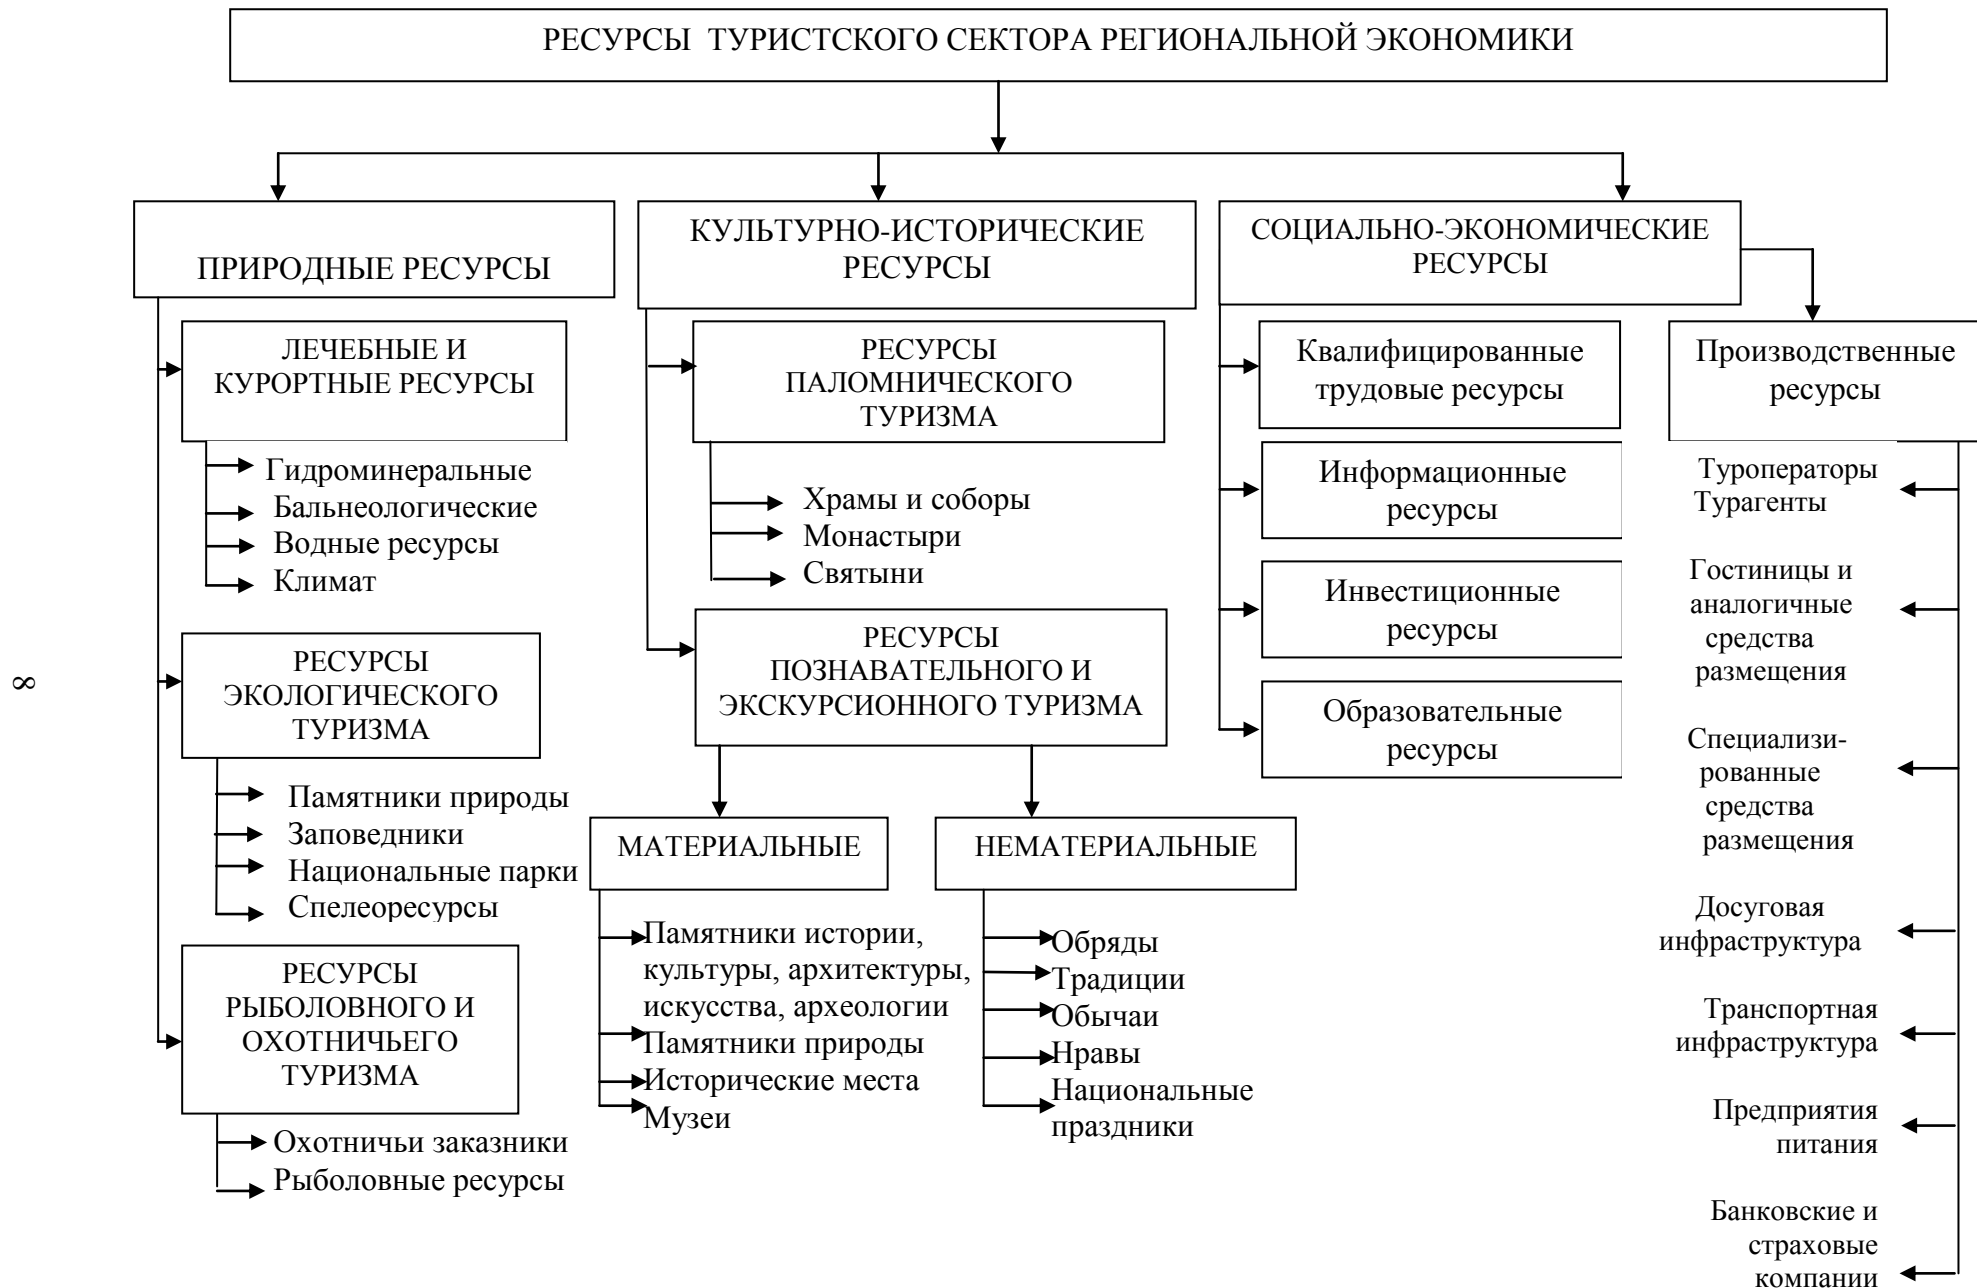 РЕСУРСЫ ТУРИСТСКОГО СЕКТОРА РЕГИОНАЛЬНОЙ ЭКОНОМИКИ
ПРИРОДНЫЕ РЕСУРСЫ
ЛЕЧЕБНЫЕ И
КУРОРТНЫЕ РЕСУРСЫ
Гидроминеральные
Бальнеологические
Водные ресурсы
Климат
РЕСУРСЫ
ЭКОЛОГИЧЕСКОГО
ТУРИЗМА
Памятники природы
Заповедники
Национальные парки
Спелеоресурсы
РЕСУРСЫ
РЫБОЛОВНОГО И
ОХОТНИЧЬЕГО
ТУРИЗМА
Охотничьи заказники
Рыболовные ресурсы
КУЛЬТУРНО-ИСТОРИЧЕСКИЕ
РЕСУРСЫ
РЕСУРСЫ
ПАЛОМНИЧЕСКОГО
ТУРИЗМА
Храмы и соборы
Монастыри
Святыни
РЕСУРСЫ
ПОЗНАВАТЕЛЬНОГО И
ЭКСКУРСИОННОГО ТУРИЗМА
МАТЕРИАЛЬНЫЕ
Памятники истории,
культуры, архитектуры,
искусства, археологии
Памятники природы
Исторические места
Музеи
НЕМАТЕРИАЛЬНЫЕ
Обряды
Традиции
Обычаи
Нравы
Национальные
праздники
СОЦИАЛЬНО-ЭКОНОМИЧЕСКИЕ
РЕСУРСЫ
Квалифицированные
трудовые ресурсы
Информационные
ресурсы
Инвестиционные
ресурсы
Образовательные
ресурсы
Производственные
ресурсы
Туроператоры
Турагенты
Гостиницы и
аналогичные
средства
размещения
Специализи-
рованные
средства
размещения
Досуговая
инфраструктура
Транспортная
инфраструктура
Предприятия
питания
Банковские и
страховые
компании
8